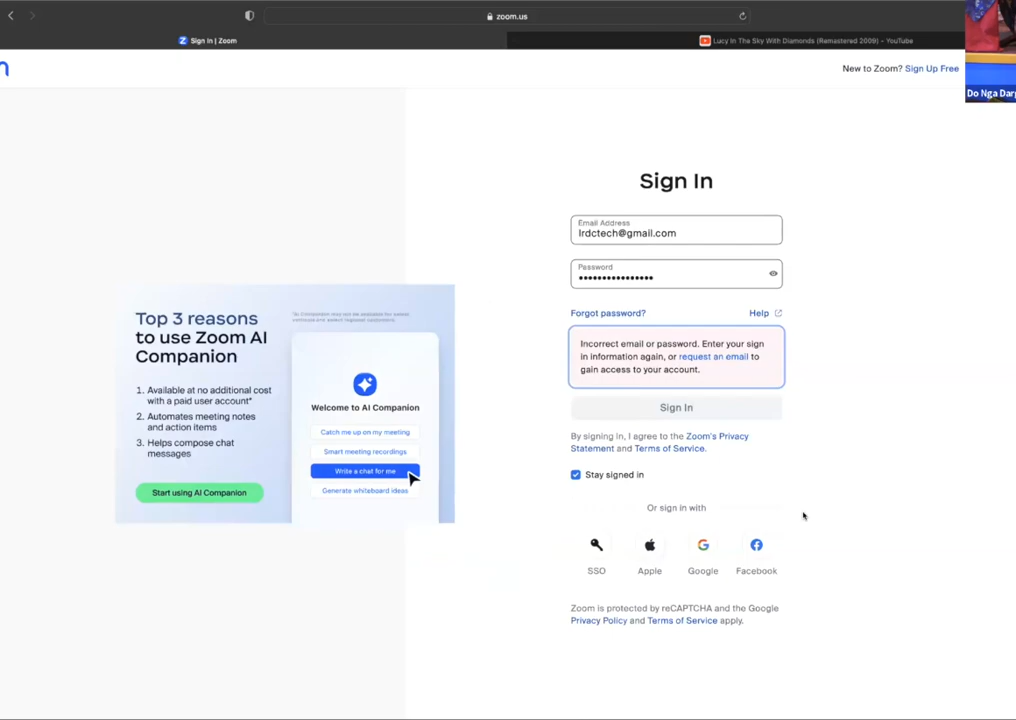 zoom.us
Sign In | Zoom
Lucy In The Sky With Diamonds (Remastered 2009) – YouTube
Do Nga Dar
New to Zoom? Sign Up Free
Sign In
Email Address
lrdctech@gmail.com
Password
Forgot password?
Help
Incorrect email or password. Enter your sign
in information again, or request an email to
gain access to your account.
Sign In
By signing in, I agree to the Zoom's Privacy
Statement and Terms of Service.
Stay signed in
Or sign in with
SSO
Apple
Google
Facebook
Zoom is protected by reCAPTCHA and the Google
Privacy Policy and Terms of Service apply.
Top 3 reasons
to use Zoom AI
Companion
1. Available at no additional cost
with a paid user account*
2. Automates meeting notes
and action items
3. Helps compose chat
messages
Start using AI Companion
Welcome to AI Companion
Catch me up on my meeting
Smart meeting recordings
Write a chat for me
Generate whiteboard ideas